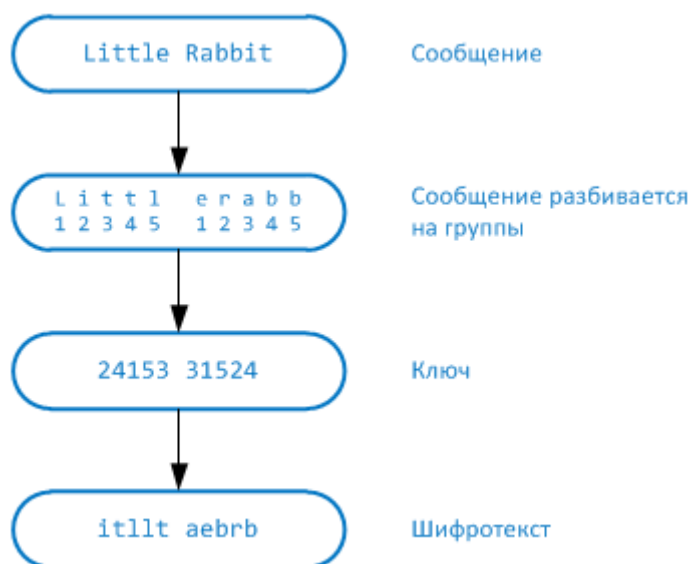 Little Rabbit Сообщение
L i t t l e r a b b Сообщение разбивается
1 2 3 4 5 1 2 3 4 5 на группы
24153 31524 Ключ
itllt aebrb Шифротекст